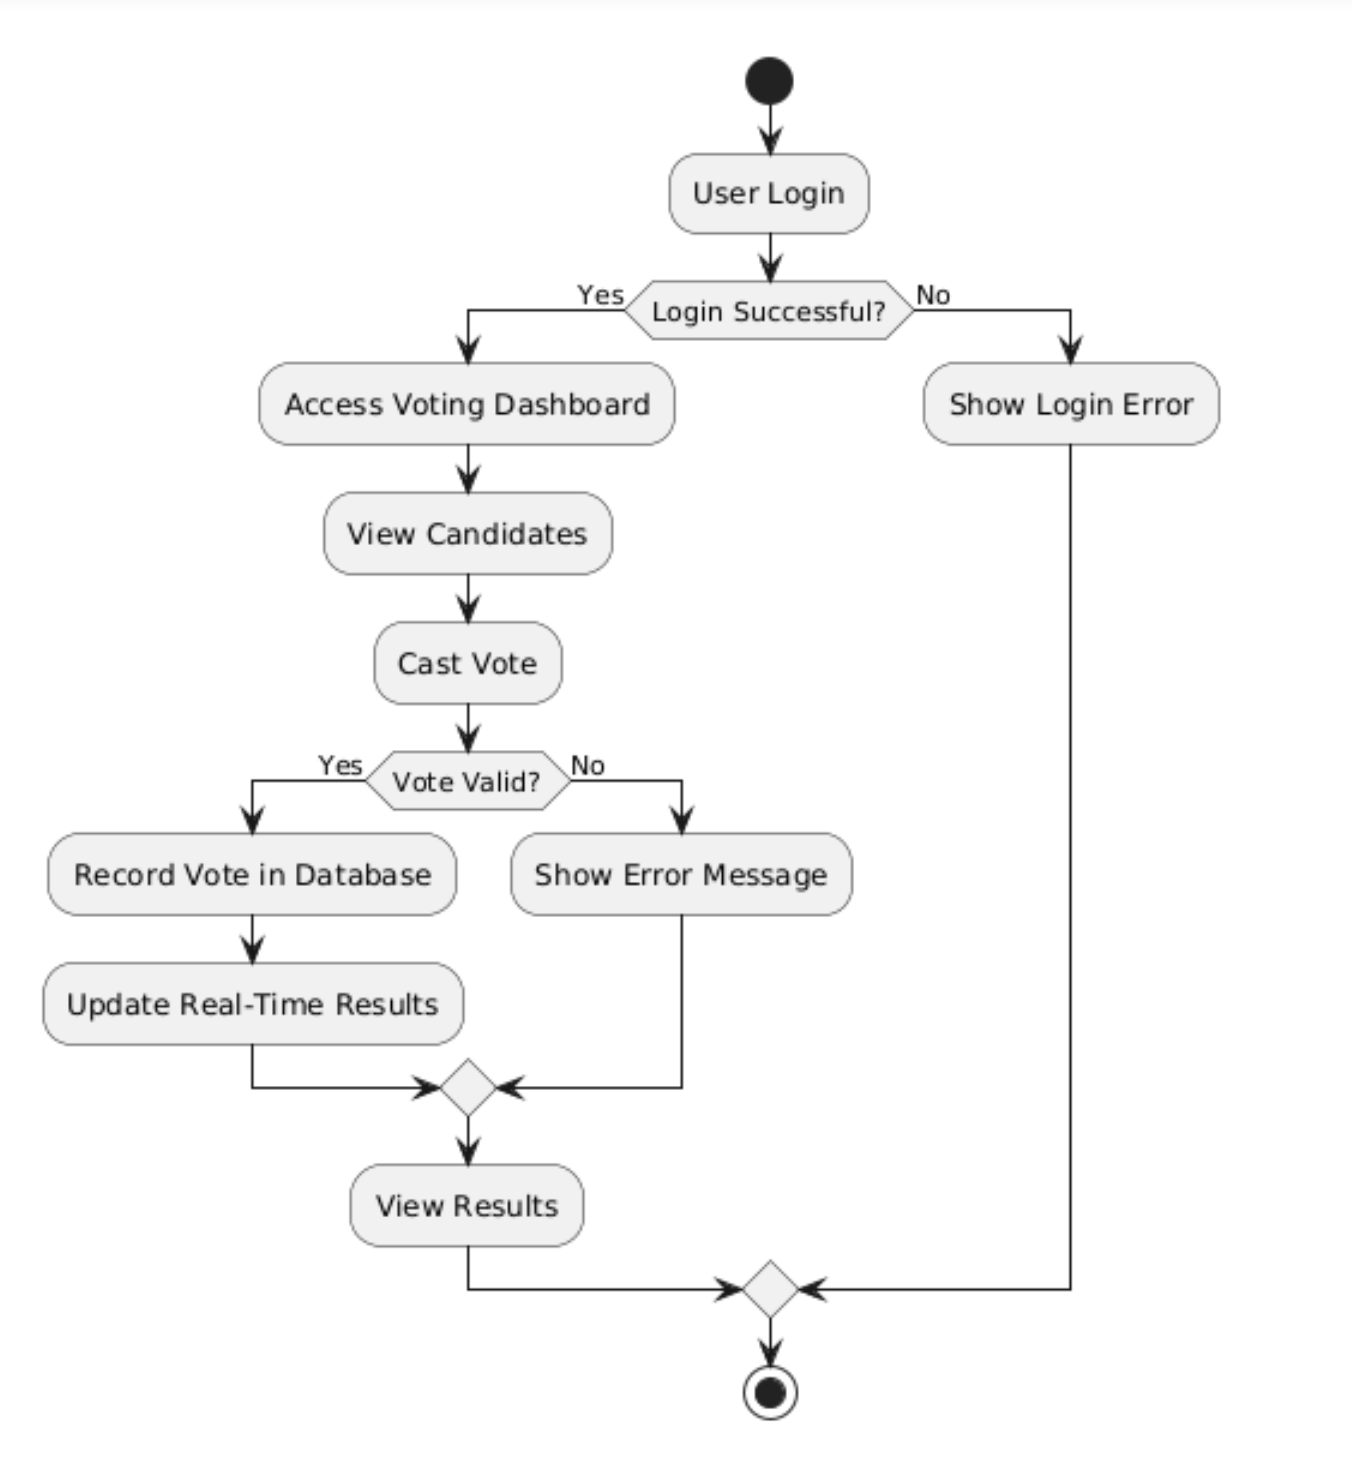 User Login
Yes
Login Successful?
No
Access Voting Dashboard
Show Login Error
View Candidates
Cast Vote
Yes
Vote Valid?
No
Record Vote in Database
Show Error Message
Update Real-Time Results
View Results